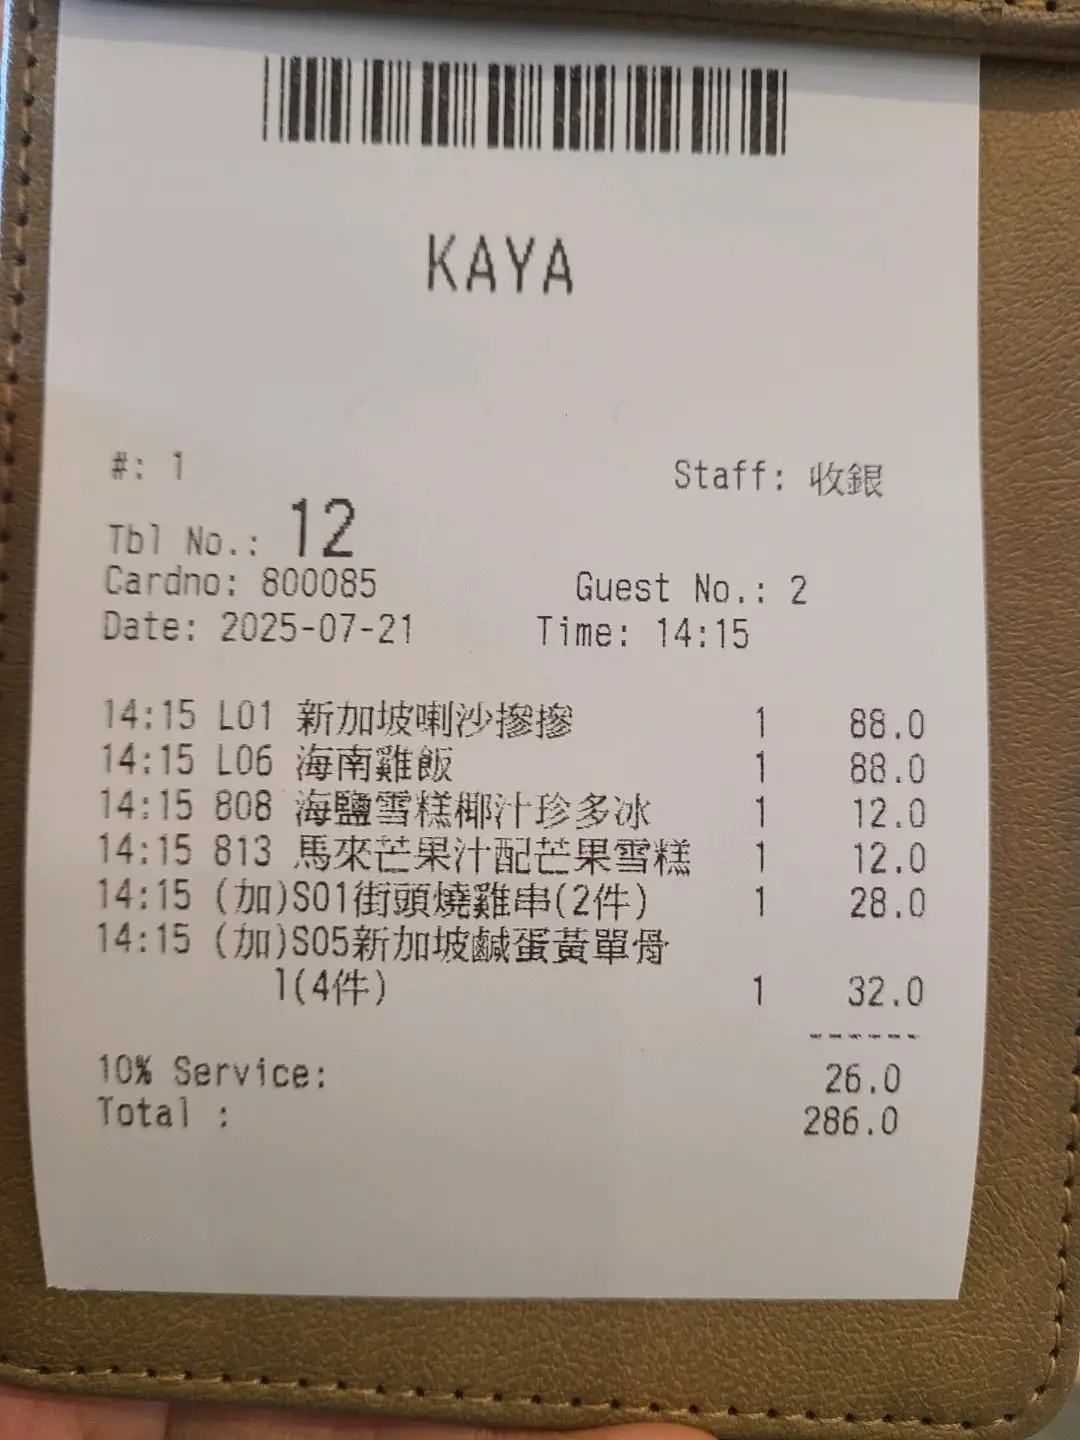 KAYA
#: 1 Staff: 收銀
Tbl No.: 12
Cardno: 800085 Guest No.: 2
Date: 2025-07-21 Time: 14:15
14:15 L01 新加坡喇沙摻摻 1 88.0
14:15 L06 海南雞飯 1 88.0
14:15 808 海鹽雪糕椰汁珍多冰 1 12.0
14:15 813 馬來芒果汁配芒果雪糕 1 12.0
14:15 (加)S01街頭燒雞串(2件) 1 28.0
14:15 (加)S05新加坡鹹蛋黃單骨
1(4件) 1 32.0
------
10% Service: 26.0
Total : 286.0